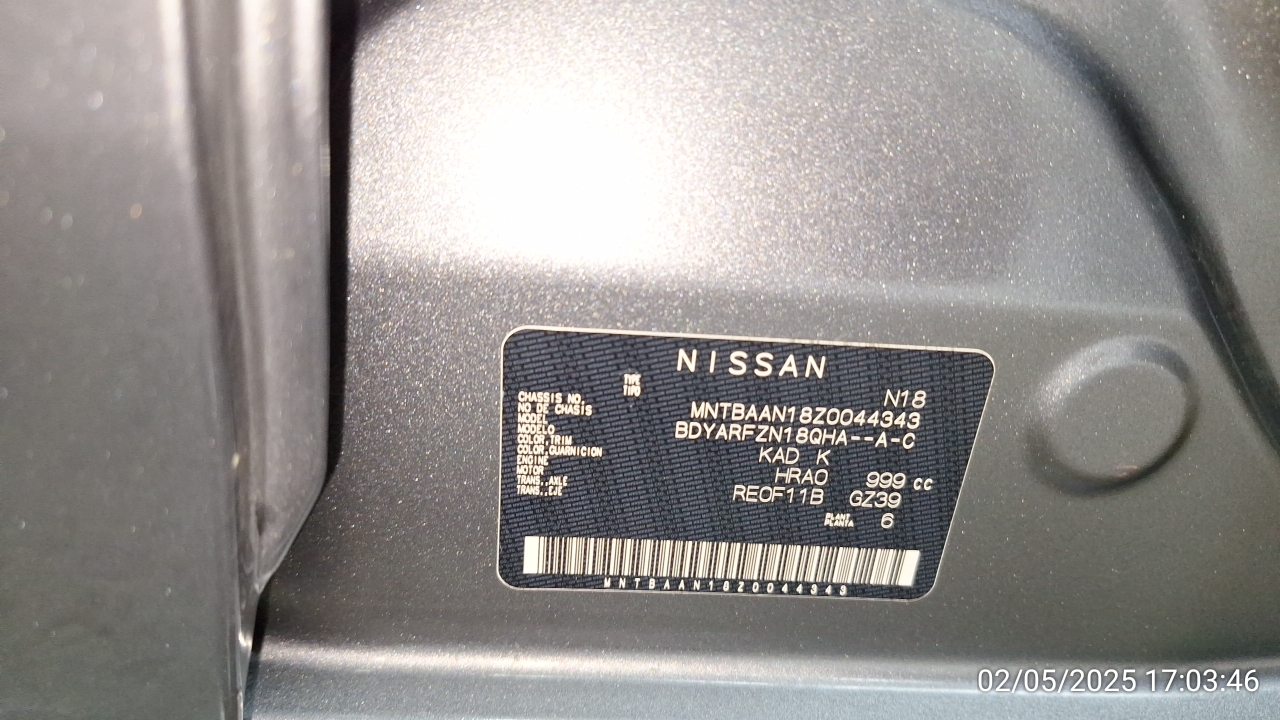 NISSAN
TYPE
TIPO
N18
CHASSIS NO.
NO DE CHASIS
MNTBAAN18Z0044343
MODEL
MODELO
BDYARFZN18QHA--A-C
COLOR,TRIM
COLOR,GUARNICION
KAD K
ENGINE
MOTOR
HRA0 999 cc
TRANS.,AXLE
TRANS.,EJE
RE0F11B GZ39
PLANT
PLANTA
6
MNTBAAN18Z0044343
02/05/2025 17:03:46